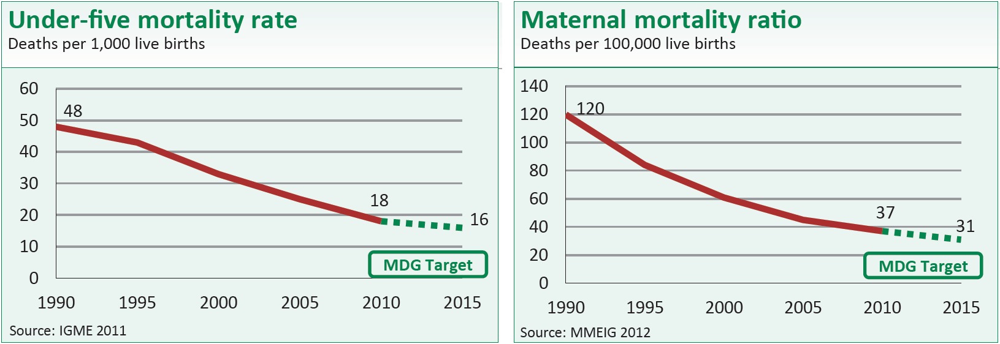 Under-five mortality rate
Deaths per 1,000 live births
60
50
40
30
20
10
0
48
18
16
MDG Target
1990 1995 2000 2005 2010 2015
Source: IGME 2011
Maternal mortality ratio
Deaths per 100,000 live births
140
120
100
80
60
40
20
0
120
37
31
MDG Target
1990 1995 2000 2005 2010 2015
Source: MMEIG 2012